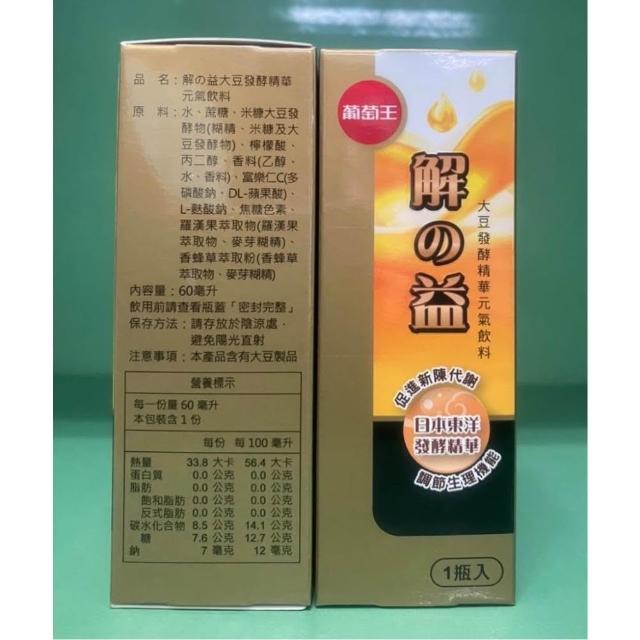 品　名：解の益大豆發酵精華
元氣飲料
原　料：水、蔗糖、米糠大豆發
酵物(糊精、米糠及大
豆發酵物)、檸檬酸、
丙二醇、香料(乙醇、
水、香料)、富樂仁C(多
磷酸鈉、DL-蘋果酸)、
L-麩酸鈉、焦糖色素、
羅漢果萃取物(羅漢果
萃取物、麥芽糊精)、
香蜂草萃取粉(香蜂草
萃取物、麥芽糊精)
內容量：60毫升
飲用前請查看瓶蓋「密封完整」
保存方法：請存放於陰涼處，
避免陽光直射
注意事項：本產品含有大豆製品
營養標示
每一份量 60 毫升
本包裝含 1 份
每份 每 100 毫升
熱量 33.8 大卡 56.4 大卡
蛋白質 0.0 公克 0.0 公克
脂肪 0.0 公克 0.0 公克
飽和脂肪 0.0 公克 0.0 公克
反式脂肪 0.0 公克 0.0 公克
碳水化合物 8.5 公克 14.1 公克
糖 7.6 公克 12.7 公克
鈉 7 毫克 12 毫克
葡萄王
解の益
大豆發酵精華元氣飲料
促進新陳代謝
日本東洋
發酵精華
調節生理機能
1瓶入